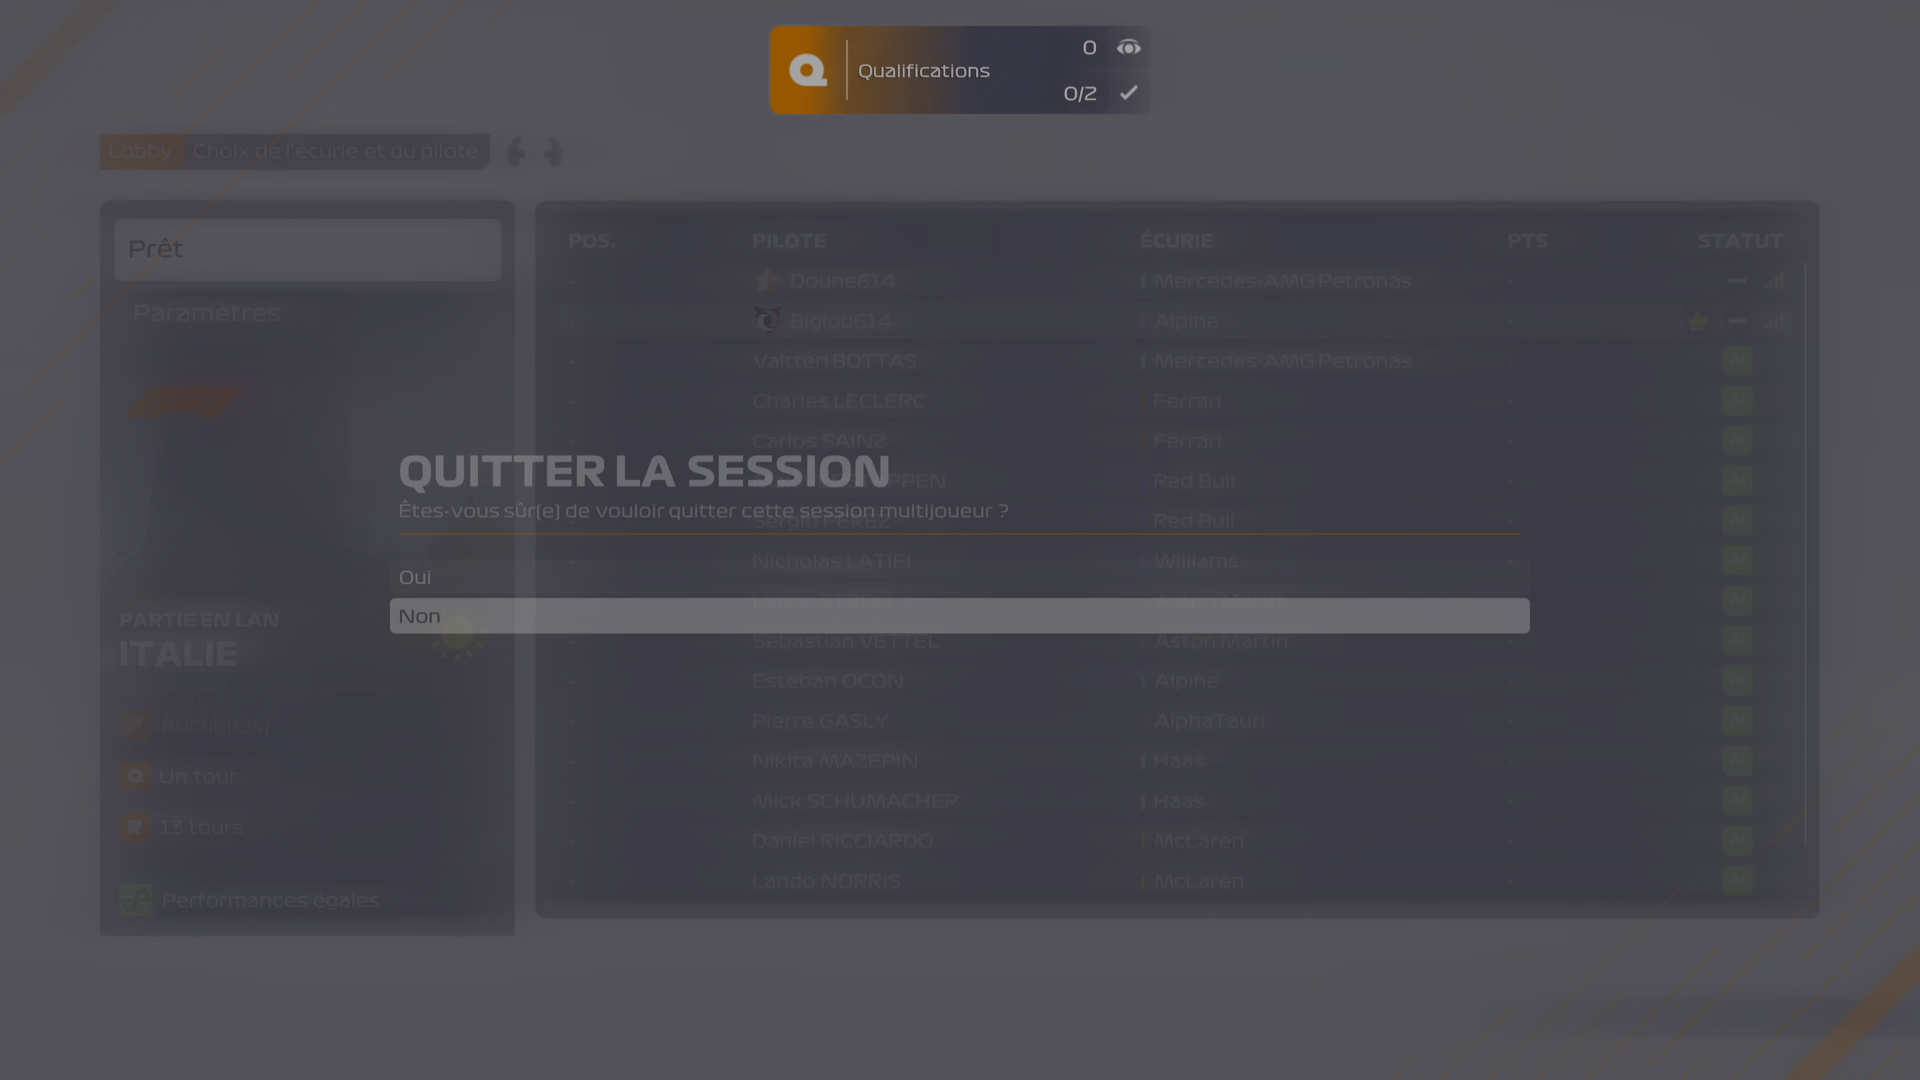 0
Qualifications
0/2
Lobby Choix de l'écurie et du pilote
Prêt
Paramètres
POS. PILOTE ÉCURIE PTS STATUT
- Doune614 Mercedes-AMG Petronas -
- Biglou614 Alpine -
- Valtteri BOTTAS Mercedes-AMG Petronas -
- Charles LECLERC Ferrari -
Carlos SAINZ Ferrari -
QUITTER LA SESSION
Red Bull
Êtes-vous sûr(e) de vouloir quitter cette session multijoueur ?
Sergio PEREZ Red Bull
- Nicholas LATIFI Williams -
Oui
Non
PARTIE EN LAN
ITALIE
Sebastian VETTEL Aston Martin -
- Esteban OCON Alpine -
- Pierre GASLY AlphaTauri -
- Nikita MAZEPIN Haas -
- Mick SCHUMACHER Haas -
- Daniel RICCIARDO McLaren -
- Lando NORRIS McLaren -
Aucun(e/s)
Q Un tour
R 13 tours
Performances égales